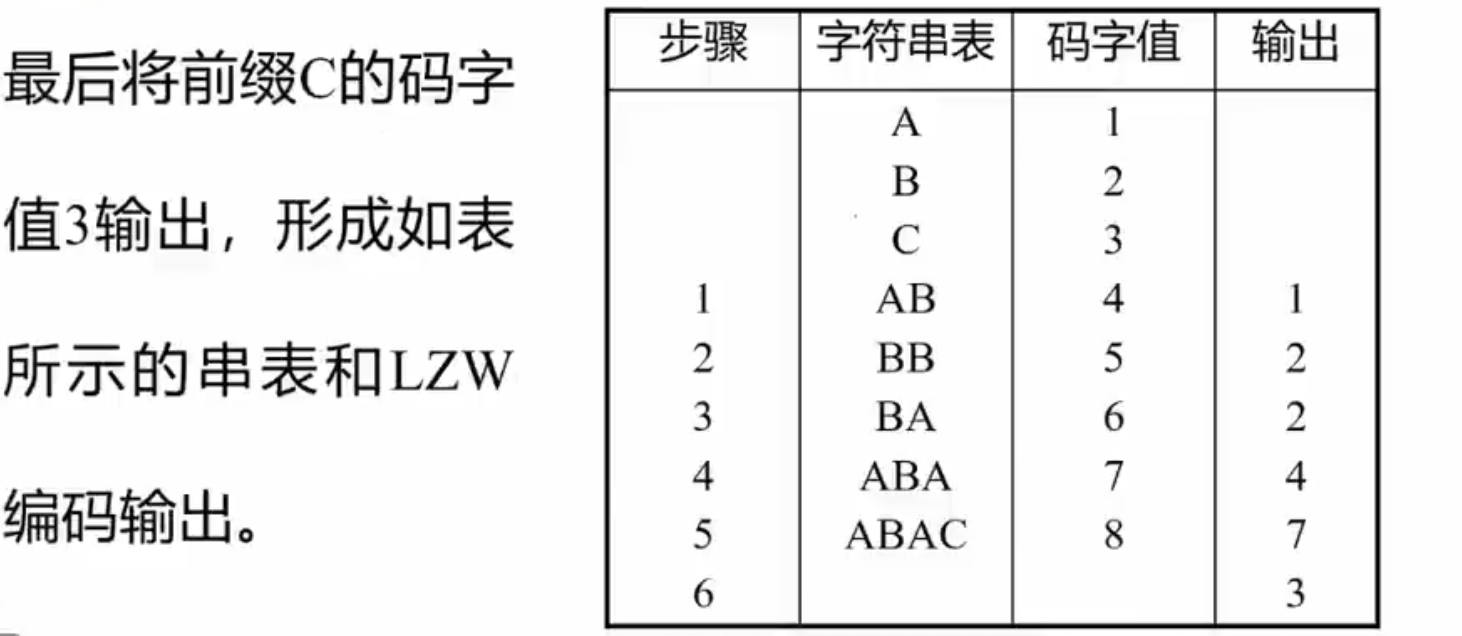 最后将前缀C的码字
值3输出，形成如表
所示的串表和LZW
编码输出。
步骤 字符串表 码字值 输出
A 1
B 2
C 3
1 AB 4 1
2 BB 5 2
3 BA 6 2
4 ABA 7 4
5 ABAC 8 7
6 3